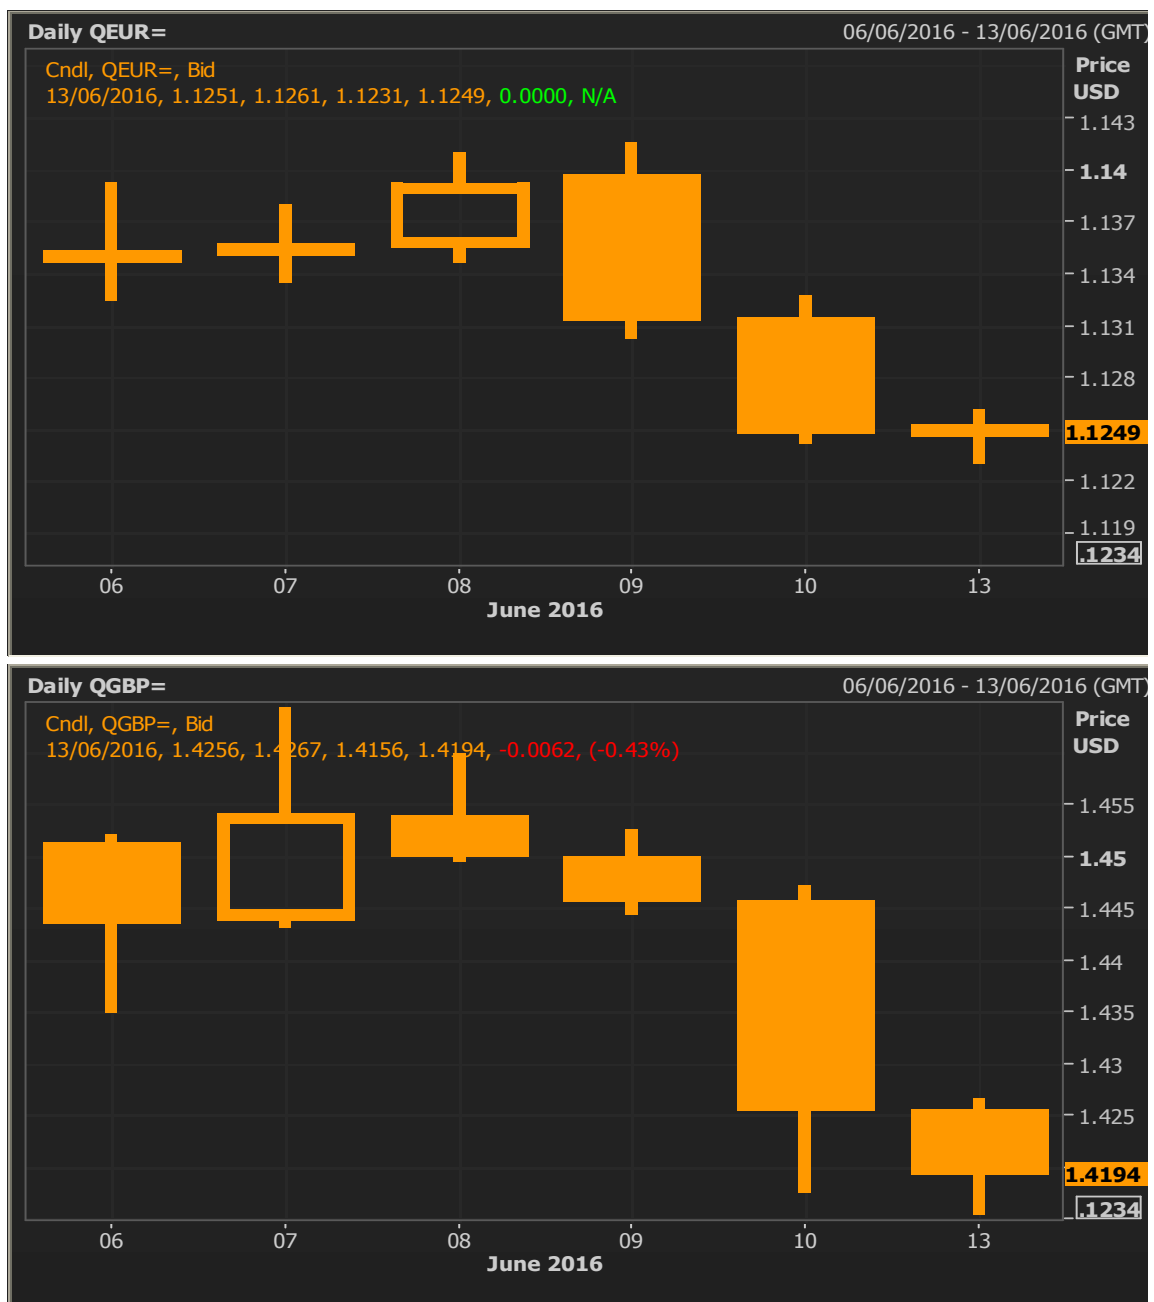 Daily QEUR= 06/06/2016 - 13/06/2016 (GMT)
Cndl, QEUR=, Bid
13/06/2016, 1.1251, 1.1261, 1.1231, 1.1249, 0.0000, N/A
Price
USD
1.143
1.14
1.137
1.134
1.131
1.128
1.1249
1.122
1.119
.1234
06 07 08 09 10 13
June 2016
Daily QGBP= 06/06/2016 - 13/06/2016 (GMT)
Cndl, QGBP=, Bid
13/06/2016, 1.4256, 1.4267, 1.4156, 1.4194, -0.0062, (-0.43%)
Price
USD
1.455
1.45
1.445
1.44
1.435
1.43
1.425
1.4194
.1234
06 07 08 09 10 13
June 2016